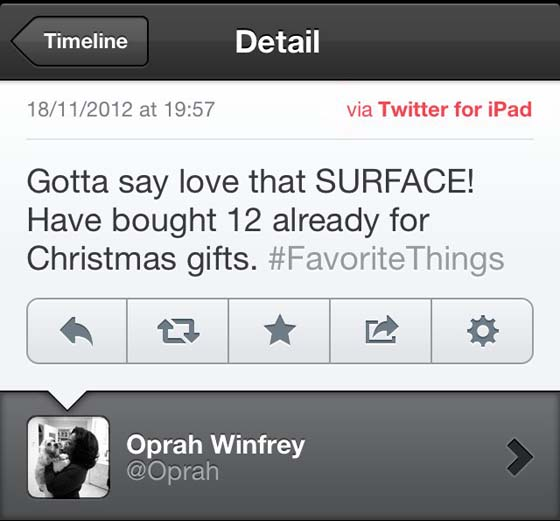 Timeline
Detail
18/11/2012 at 19:57
via Twitter for iPad
Gotta say love that SURFACE!
Have bought 12 already for
Christmas gifts. #FavoriteThings
Oprah Winfrey
@Oprah